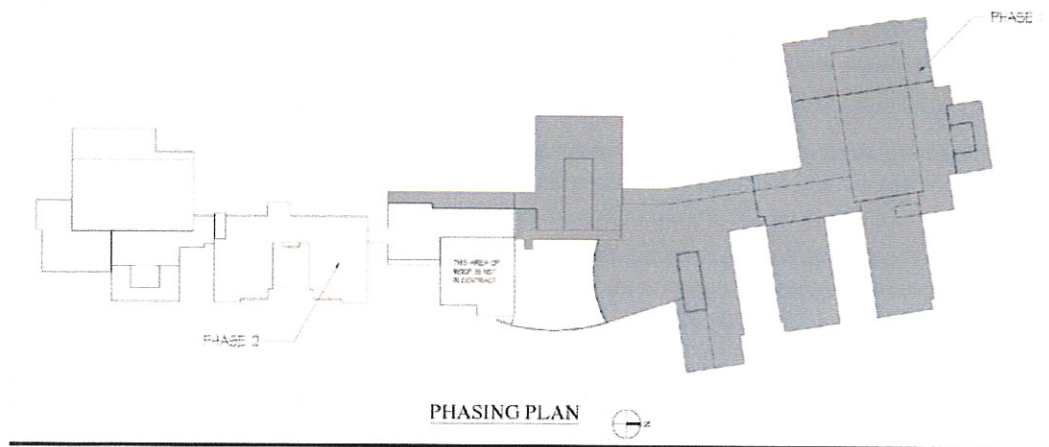 PHASE
THIS AREA OF
ROOF IS NOT
IN CONTRACT
PHASE 2
PHASING PLAN
N